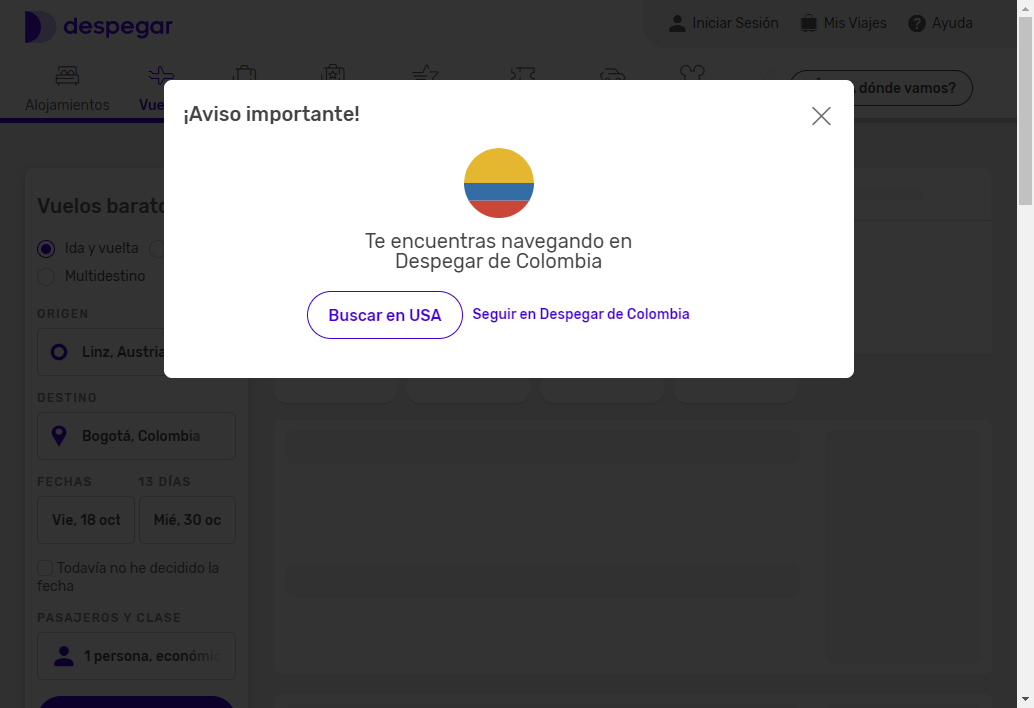 despegar
Iniciar Sesión
Mis Viajes
Ayuda
Alojamientos
dónde vamos?
¡Aviso importante!
Te encuentras navegando en
Despegar de Colombia
Buscar en USA
Seguir en Despegar de Colombia
Vuelos
Ida y vuelta
Multidestino
ORIGEN
Linz, Austria
DESTINO
Bogotá, Colombia
FECHAS
13 DÍAS
Vie, 18 oct
Mié, 30 oc
Todavía no he decidido la
fecha
PASAJEROS Y CLASE
1 persona, económic